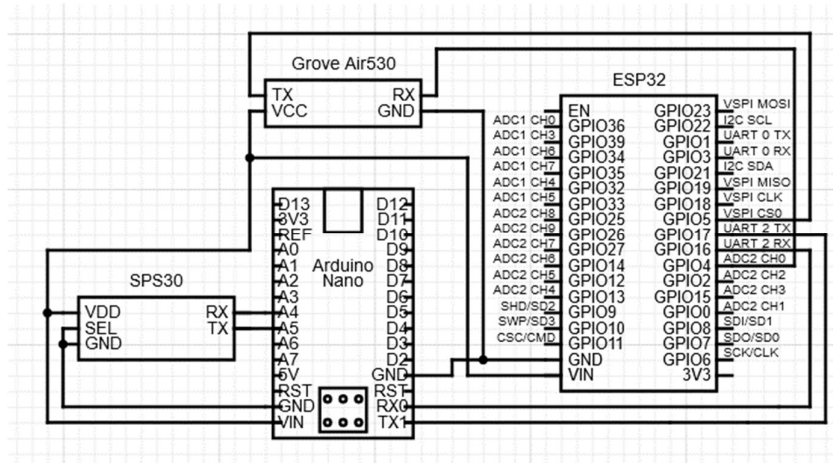 Grove Air530
TX RX
VCC GND
SPS30
VDD RX
SEL TX
GND
Arduino
Nano
D13 D12
3V3 D11
REF D10
A0 D9
A1 D8
A2 D7
A3 D6
A4 D5
A5 D4
A6 D3
A7 D2
5V GND
RST RST
GND RX0
VIN TX1
ESP32
EN GPIO23 VSPI MOSI
ADC1 CH0 GPIO36 GPIO22 I2C SCL
ADC1 CH3 GPIO39 GPIO1 UART 0 TX
ADC1 CH6 GPIO34 GPIO3 UART 0 RX
ADC1 CH7 GPIO35 GPIO21 I2C SDA
ADC1 CH4 GPIO32 GPIO19 VSPI MISO
ADC1 CH5 GPIO33 GPIO18 VSPI CLK
ADC2 CH8 GPIO25 GPIO5 VSPI CS0
ADC2 CH9 GPIO26 GPIO17 UART 2 TX
ADC2 CH7 GPIO27 GPIO16 UART 2 RX
ADC2 CH6 GPIO14 GPIO4 ADC2 CH0
ADC2 CH5 GPIO12 GPIO2 ADC2 CH2
ADC2 CH4 GPIO13 GPIO15 ADC2 CH3
SHD/SD2 GPIO9 GPIO0 ADC2 CH1
SWP/SD3 GPIO10 GPIO8 SDI/SD1
CSC/CMD GPIO11 GPIO7 SDO/SD0
GND GPIO6 SCK/CLK
VIN 3V3